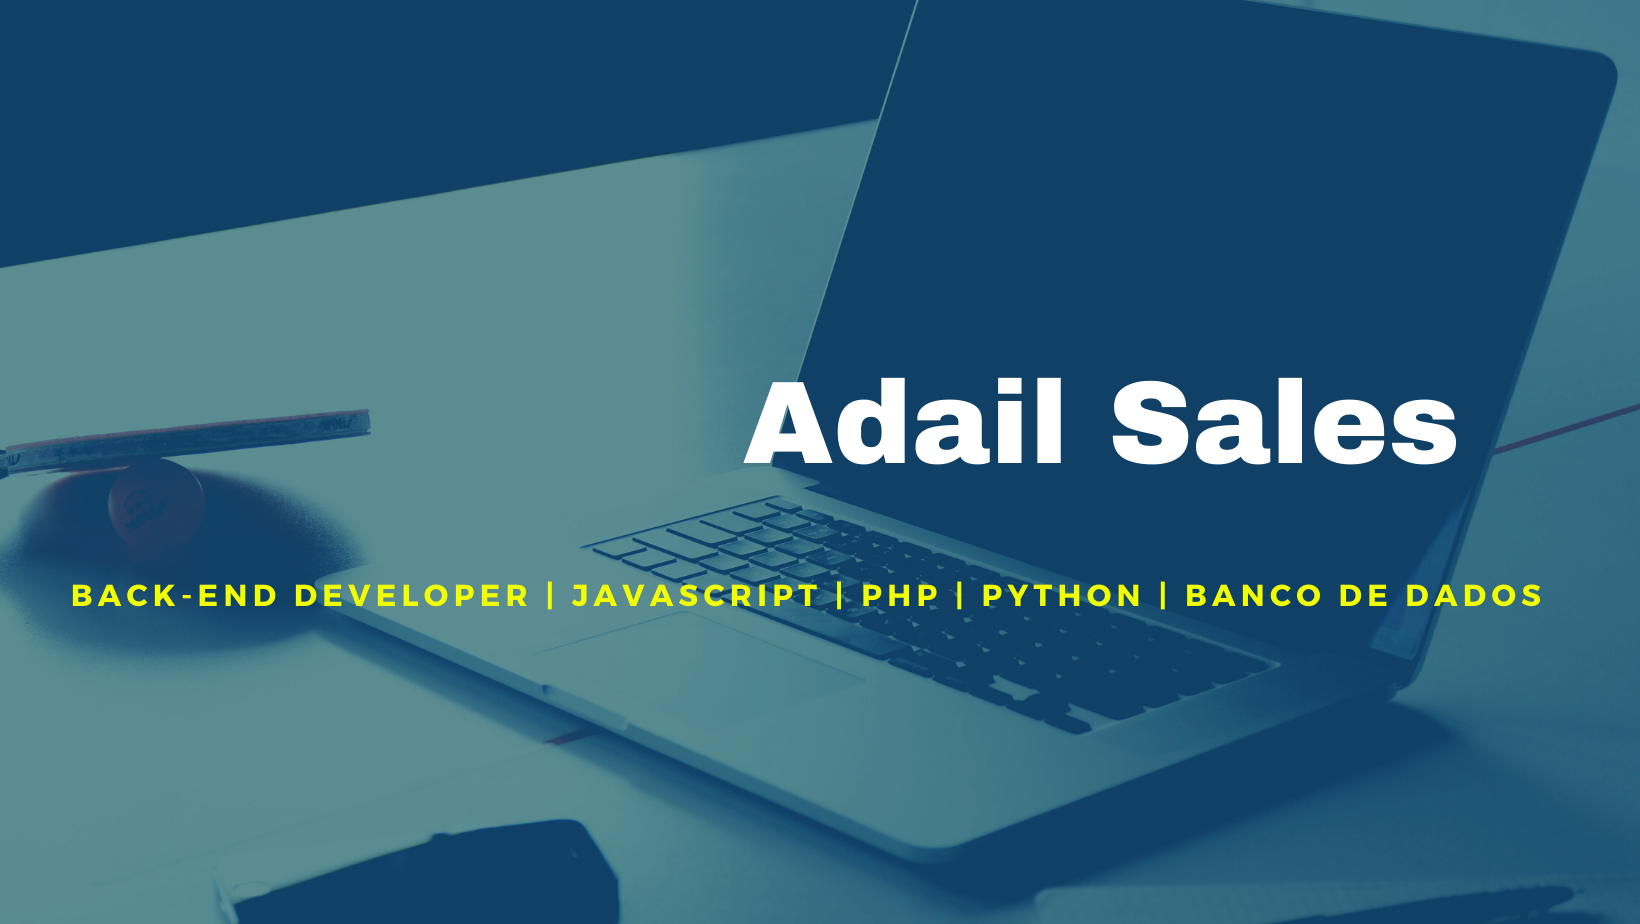 Adail Sales
BACK-END DEVELOPER | JAVASCRIPT | PHP | PYTHON | BANCO DE DADOS